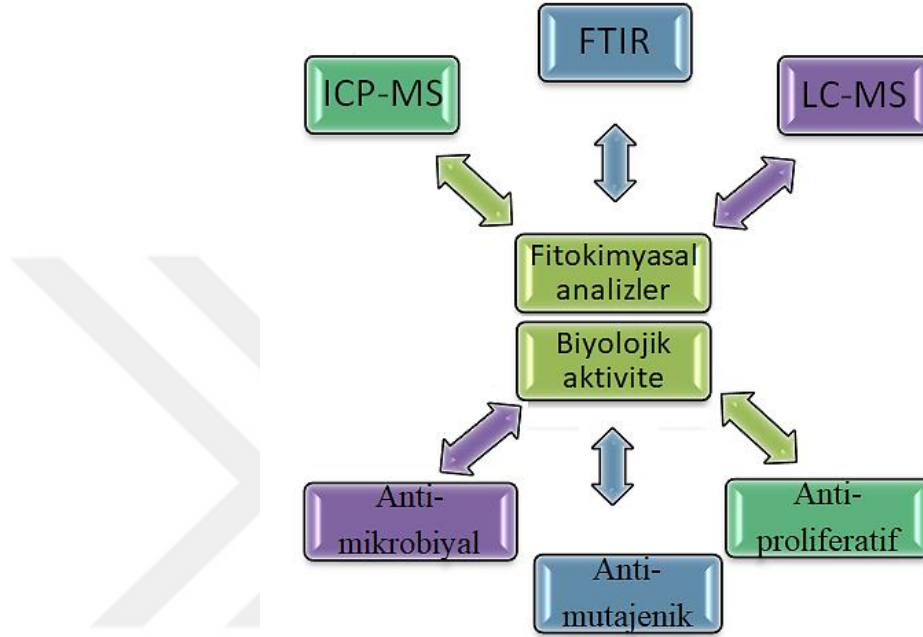 FTIR
ICP-MS
LC-MS
Fitokimyasal
analizler
Biyolojik
aktivite
Anti-
mikrobiyal
Anti-
proliferatif
Anti-
mutajenik